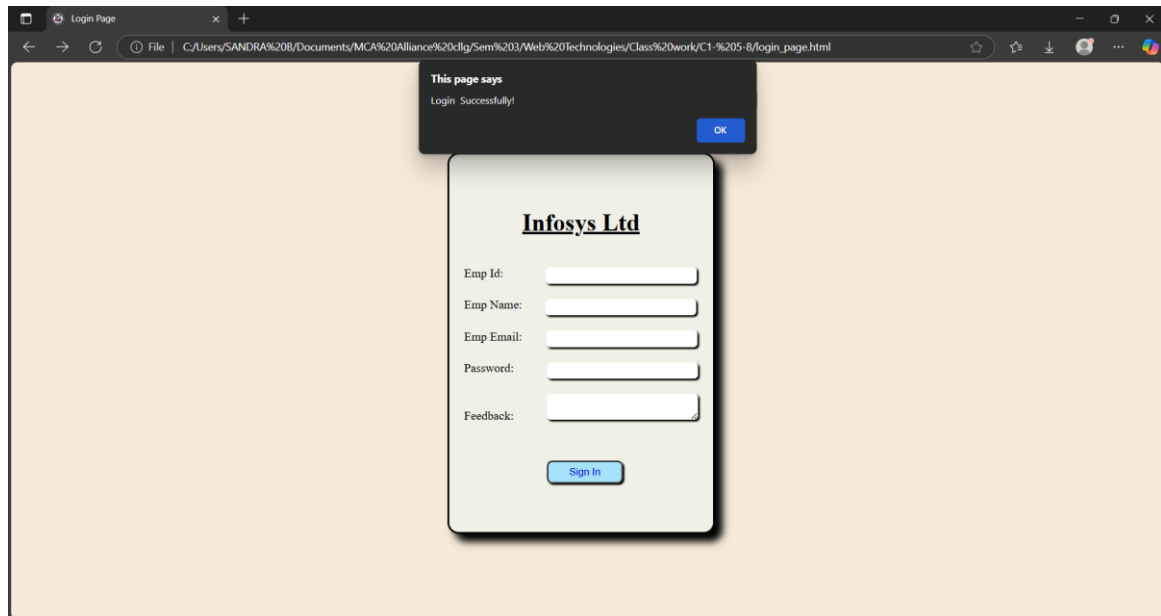 Login Page
File | C:/Users/SANDRA%20B/Documents/MCA%20Alliance%20cllg/Sem%203/Web%20Technologies/Class%20work/C1-%205-8/login_page.html
This page says
Login Successfully!
OK
Infosys Ltd
Emp Id:
Emp Name:
Emp Email:
Password:
Feedback:
Sign In